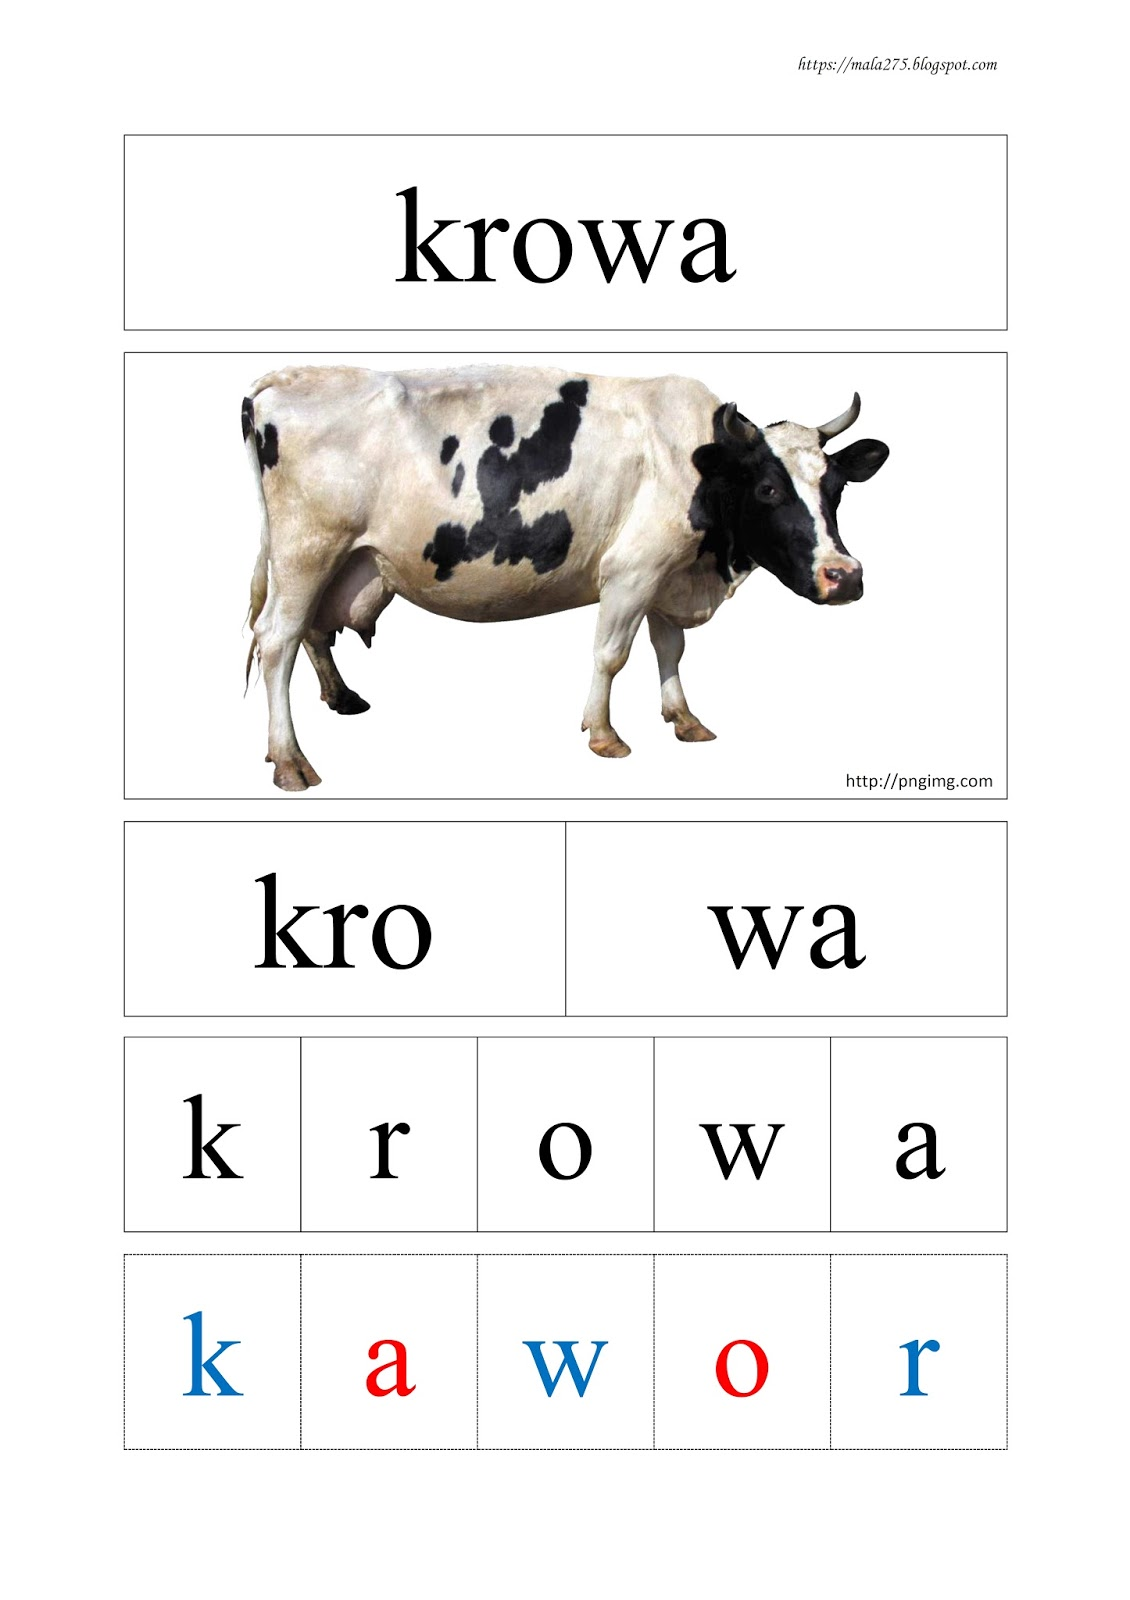 https://mala275.blogspot.com
krowa
http://pngimg.com
kro wa
k r o w a
k a w o r